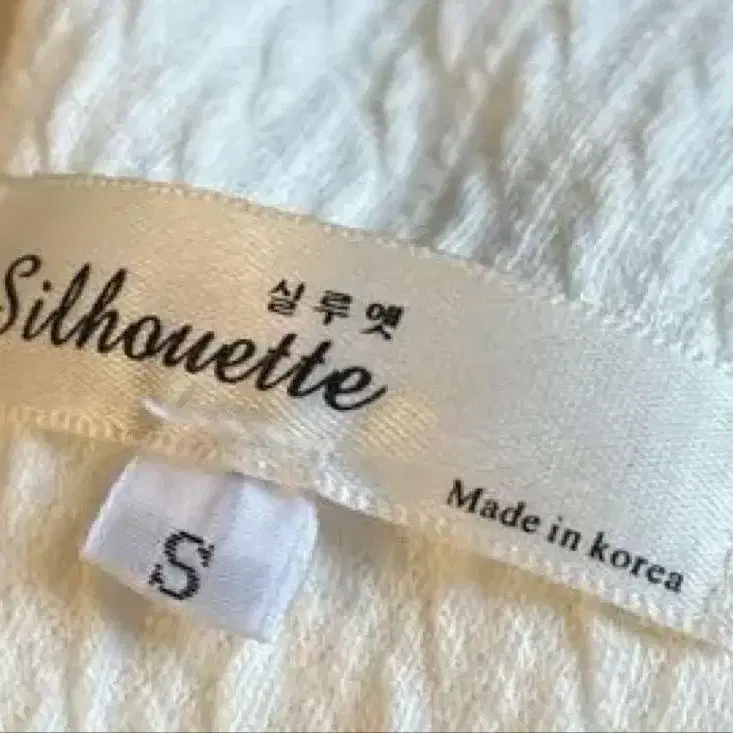 실루엣
Silhouette
Made in korea
S